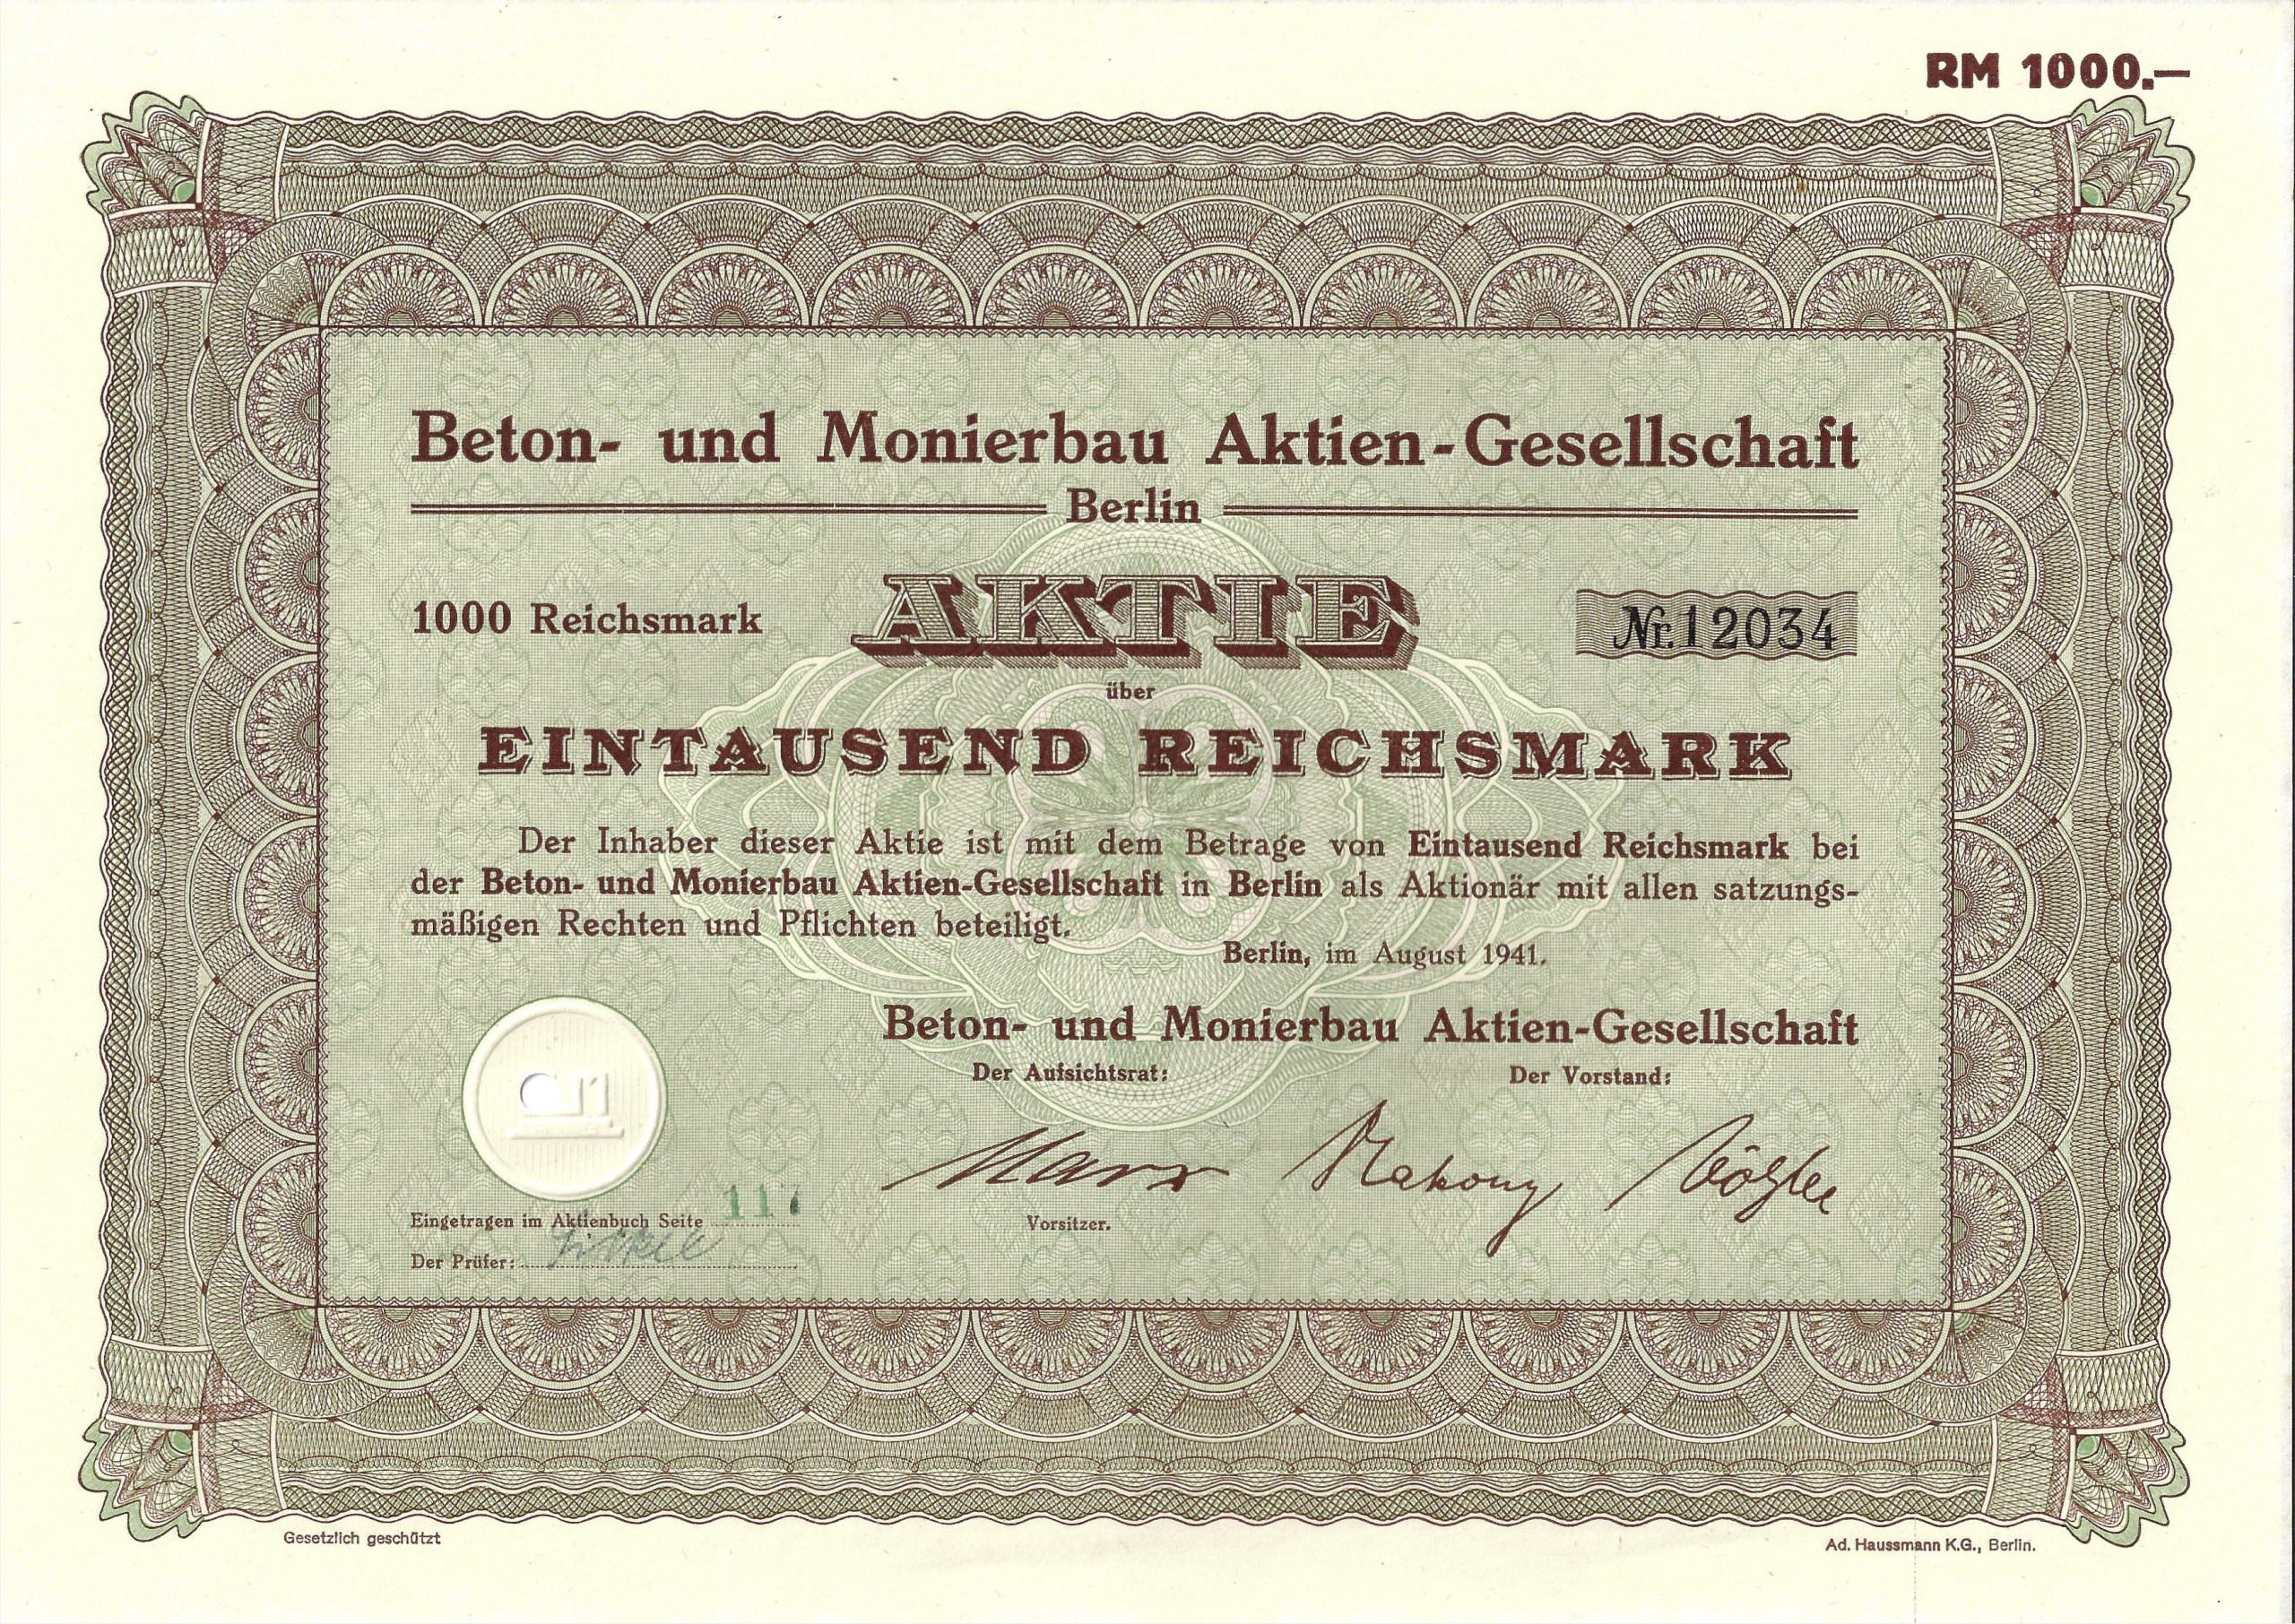 RM 1000.—
Beton- und Monierbau Aktien-Gesellschaft
Berlin
1000 Reichsmark
AKTIE
Nr. 12034
über
EINTAUSEND REICHSMARK
Der Inhaber dieser Aktie ist mit dem Betrage von Eintausend Reichsmark bei
der Beton- und Monierbau Aktien-Gesellschaft in Berlin als Aktionär mit allen satzungs-
mäßigen Rechten und Pflichten beteiligt.
Berlin, im August 1941.
Beton- und Monierbau Aktien-Gesellschaft
Der Aufsichtsrat:
Der Vorstand:
Marx
Vögler
Eingetragen im Aktienbuch Seite 117
Vorsitzer.
Der Prüfer:
Gesetzlich geschützt
Ad. Haussmann K.G., Berlin.